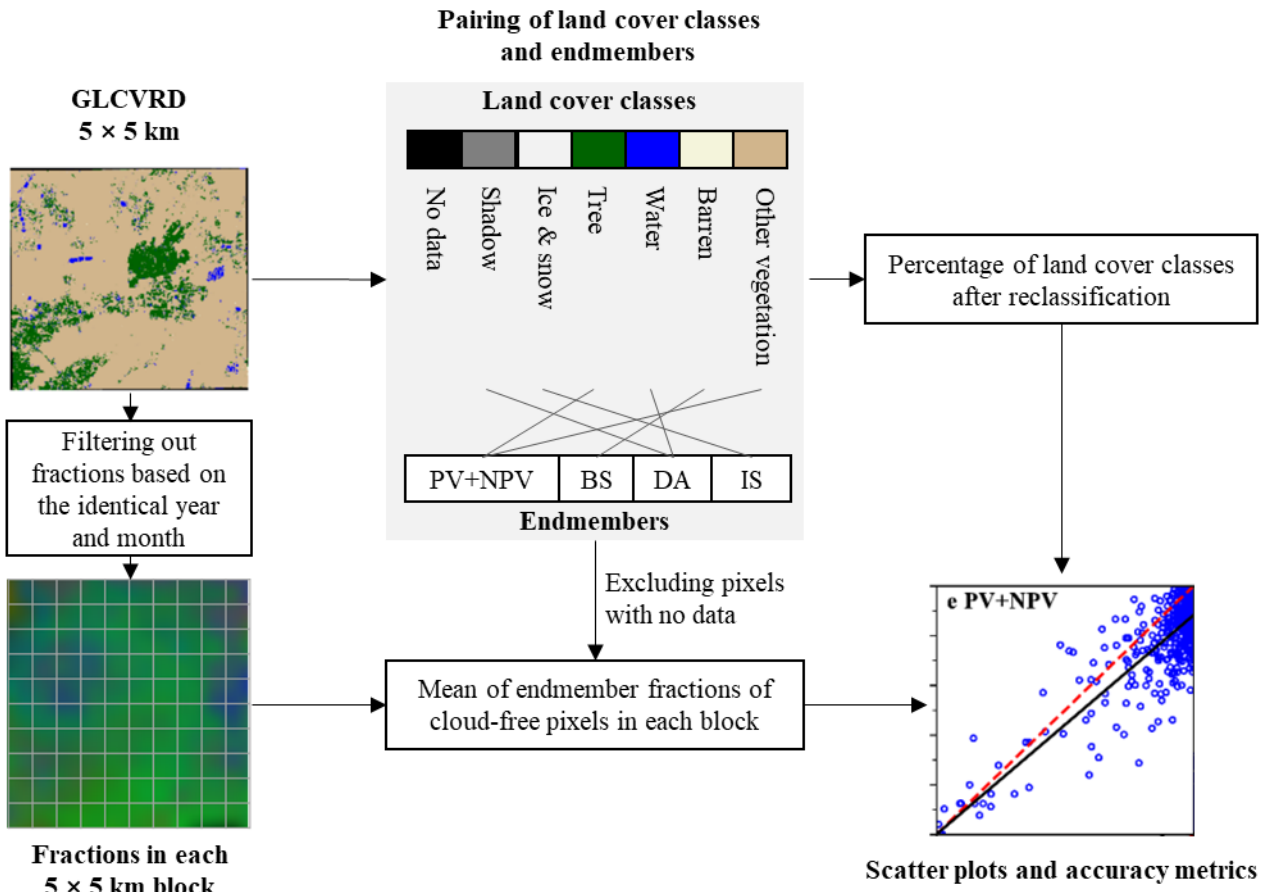 Pairing of land cover classes
and endmembers
GLCVRD
5 × 5 km
Land cover classes
No data
Shadow
Ice & snow
Tree
Water
Barren
Other vegetation
Percentage of land cover classes
after reclassification
Filtering out
fractions based on
the identical year
and month
PV+NPV
BS
DA
IS
Endmembers
Excluding pixels
with no data
Mean of endmember fractions of
cloud-free pixels in each block
e PV+NPV
Fractions in each
5 × 5 km block
Scatter plots and accuracy metrics